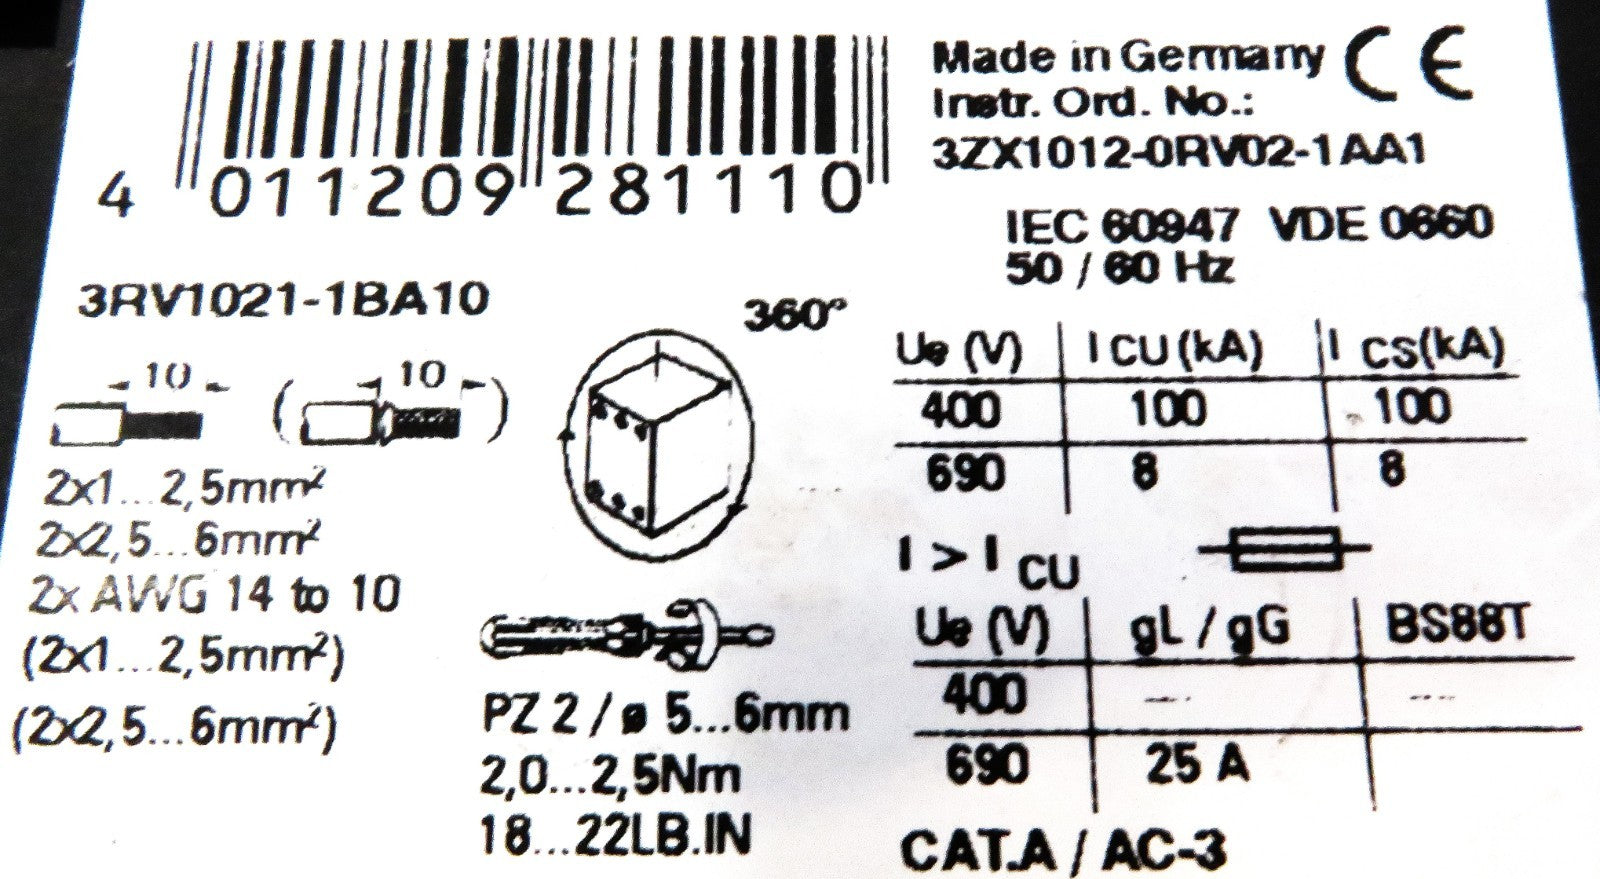 4 011209 281110
Made in Germany CE
Instr. Ord. No.:
3ZX1012-0RV02-1AA1
IEC 60947 VDE 0660
50 / 60 Hz
3RV1021-1BA10
10 (10)
2x1...2,5mm²
2x2,5...6mm²
2x AWG 14 to 10
(2x1...2,5mm²)
(2x2,5...6mm²)
360°
PZ 2 / ø 5...6mm
2,0...2,5Nm
18...22LB.IN
Ue (V) I CU (kA) I CS(kA)
400 100 100
690 8 8
I > I CU
Ue (V) gL / gG BS88T
400 --- ---
690 25 A
CAT.A / AC-3